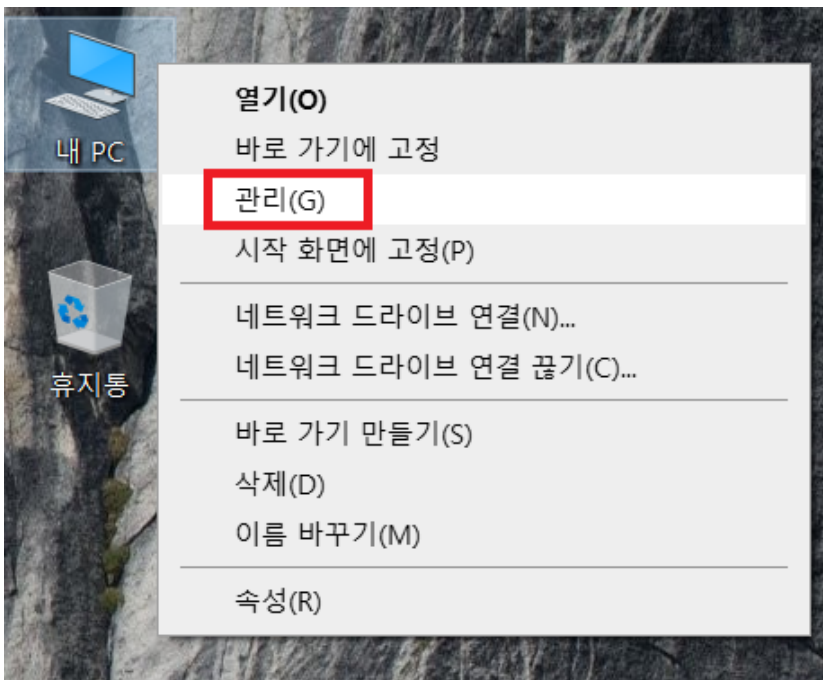 내 PC
휴지통
열기(O)
바로 가기에 고정
관리(G)
시작 화면에 고정(P)
네트워크 드라이브 연결(N)...
네트워크 드라이브 연결 끊기(C)...
바로 가기 만들기(S)
삭제(D)
이름 바꾸기(M)
속성(R)